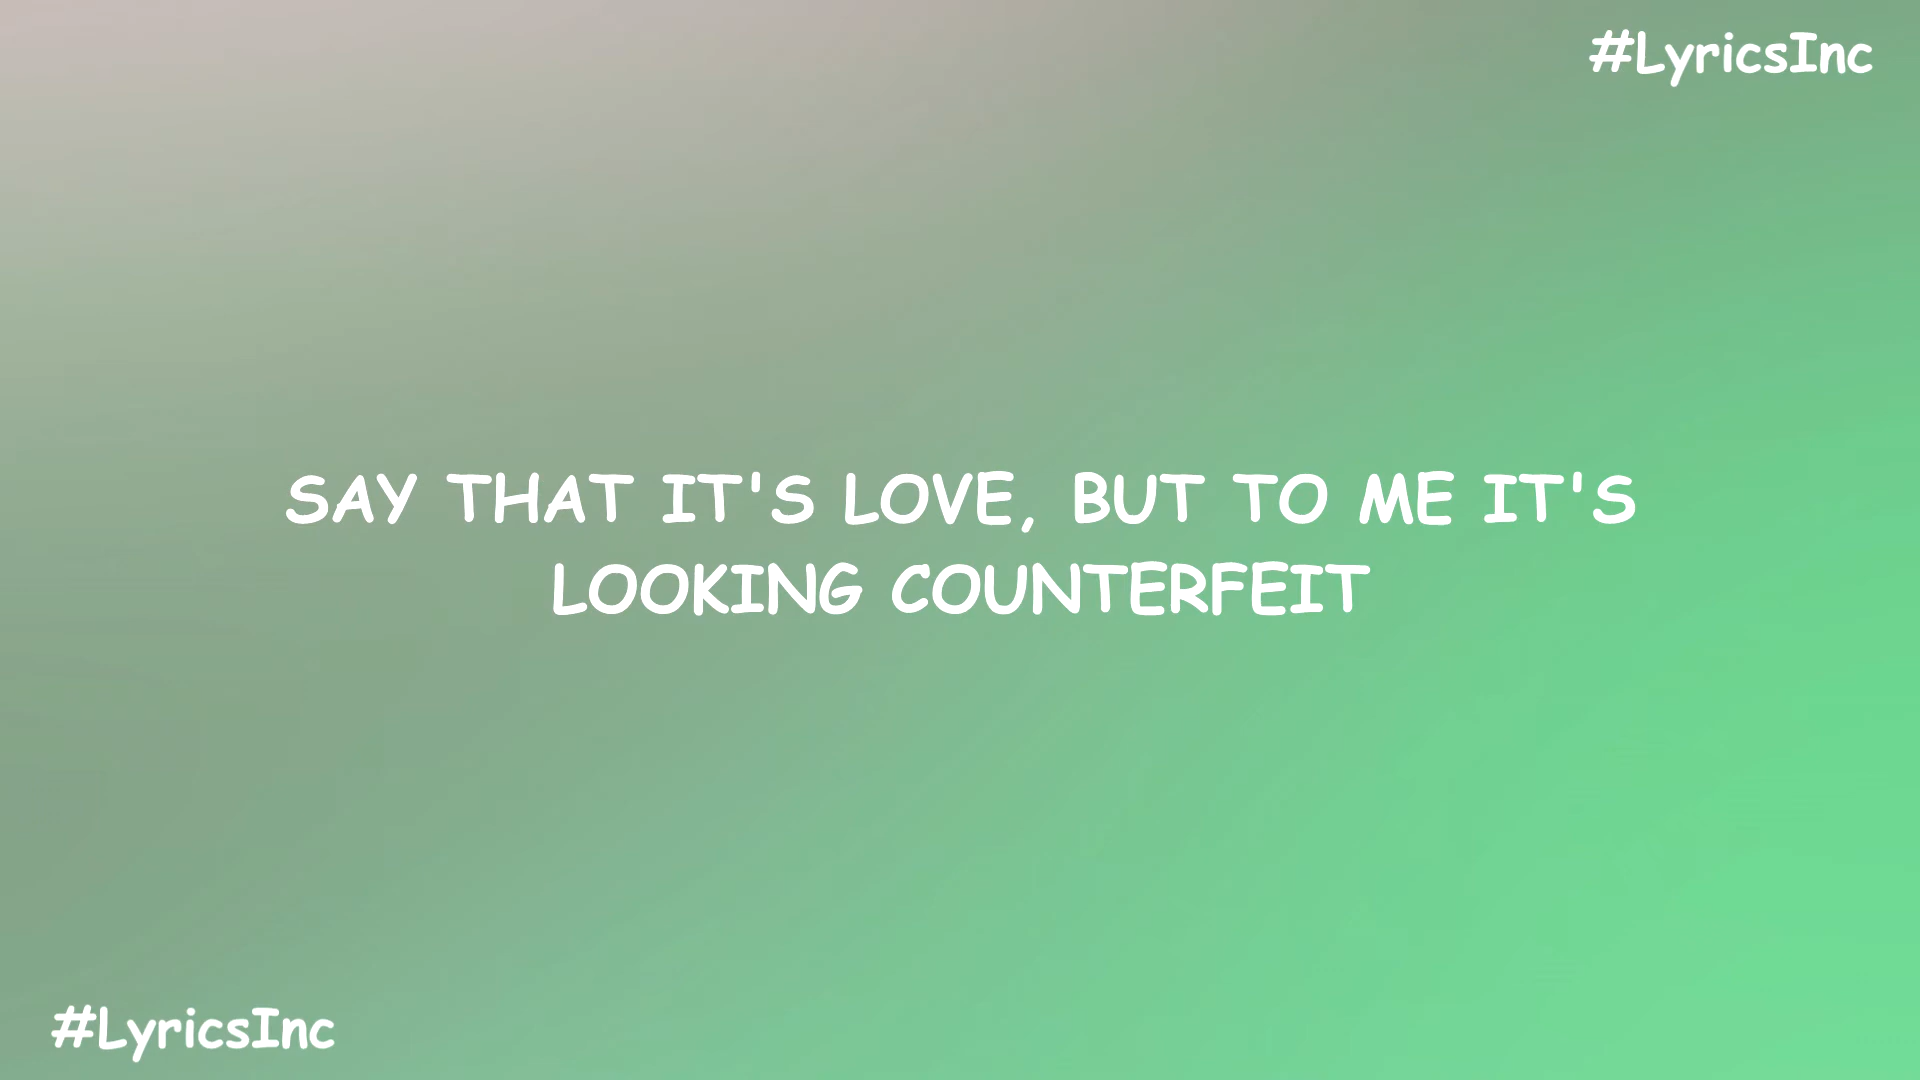 #LyricsInc
SAY THAT IT'S LOVE, BUT TO ME IT'S
LOOKING COUNTERFEIT
#LyricsInc